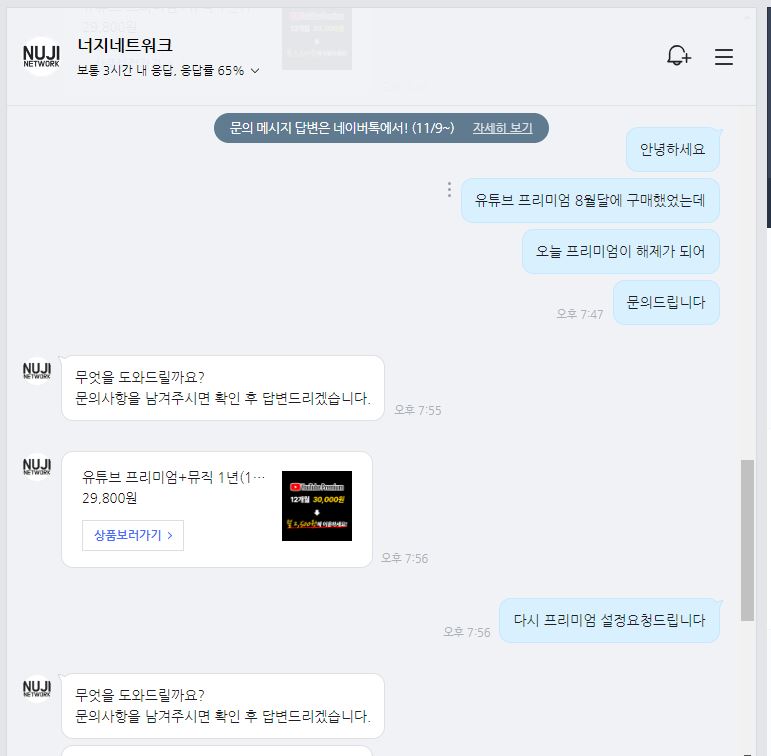 29,800원
NUJI
NETWORK
너지네트워크
보통 3시간 내 응답, 응답률 65%
문의 메시지 답변은 네이버톡에서! (11/9~) 자세히 보기
안녕하세요
유튜브 프리미엄 8월달에 구매했었는데
오늘 프리미엄이 해제가 되어
문의드립니다
오후 7:47
NUJI
NETWORK
무엇을 도와드릴까요?
문의사항을 남겨주시면 확인 후 답변드리겠습니다.
오후 7:55
NUJI
NETWORK
유튜브 프리미엄+뮤직 1년(1···
29,800원
상품보러가기 >
YouTube Premium
12개월 30,000원
월 2,500원에 이용하세요!
오후 7:56
다시 프리미엄 설정요청드립니다
오후 7:56
NUJI
NETWORK
무엇을 도와드릴까요?
문의사항을 남겨주시면 확인 후 답변드리겠습니다.